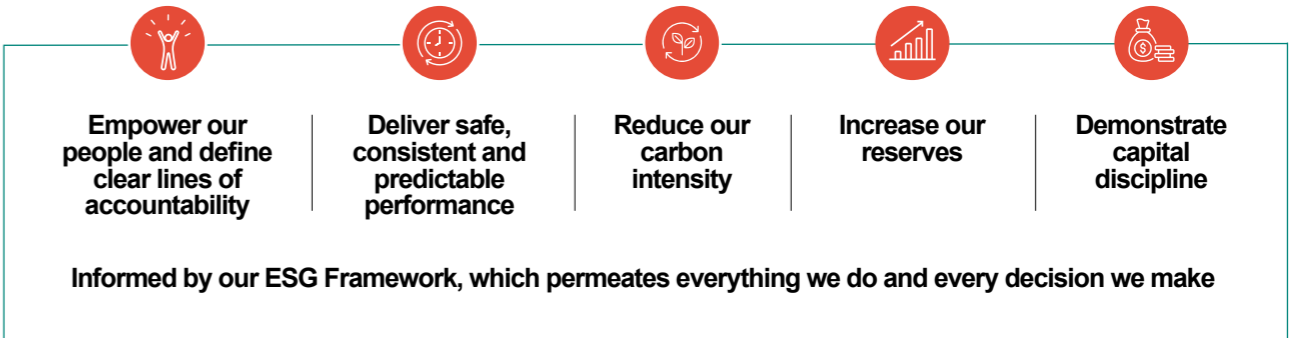 Empower our
people and define
clear lines of
accountability
Deliver safe,
consistent and
predictable
performance
Reduce our
carbon
intensity
Increase our
reserves
Demonstrate
capital
discipline
Informed by our ESG Framework, which permeates everything we do and every decision we make